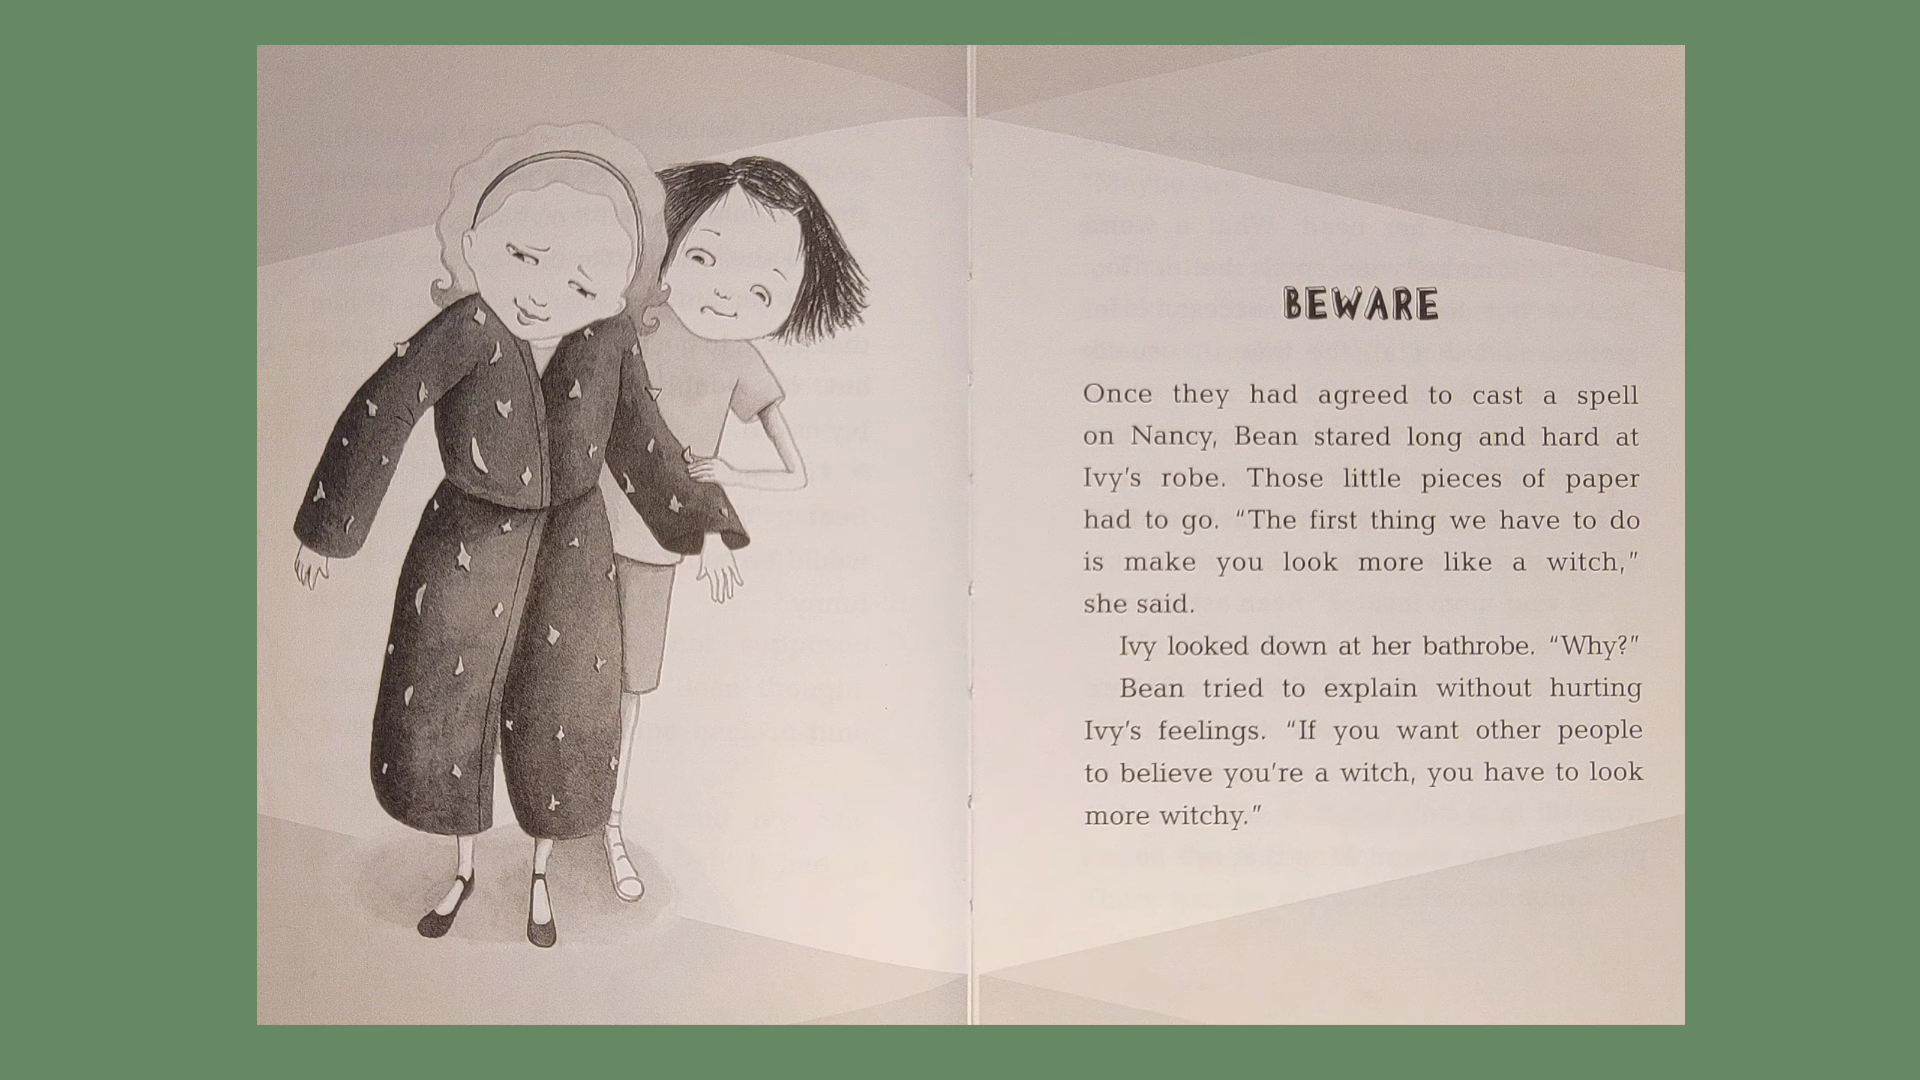 BEWARE
Once they had agreed to cast a spell
on Nancy, Bean stared long and hard at
Ivy's robe. Those little pieces of paper
had to go. “The first thing we have to do
is make you look more like a witch,”
she said.
Ivy looked down at her bathrobe. “Why?”
Bean tried to explain without hurting
Ivy's feelings. “If you want other people
to believe you're a witch, you have to look
more witchy.”